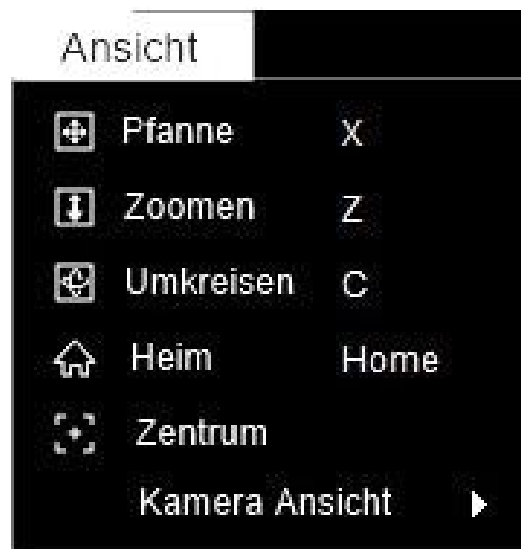 Ansicht
Pfanne X
Zoomen Z
Umkreisen C
Heim Home
Zentrum
Kamera Ansicht